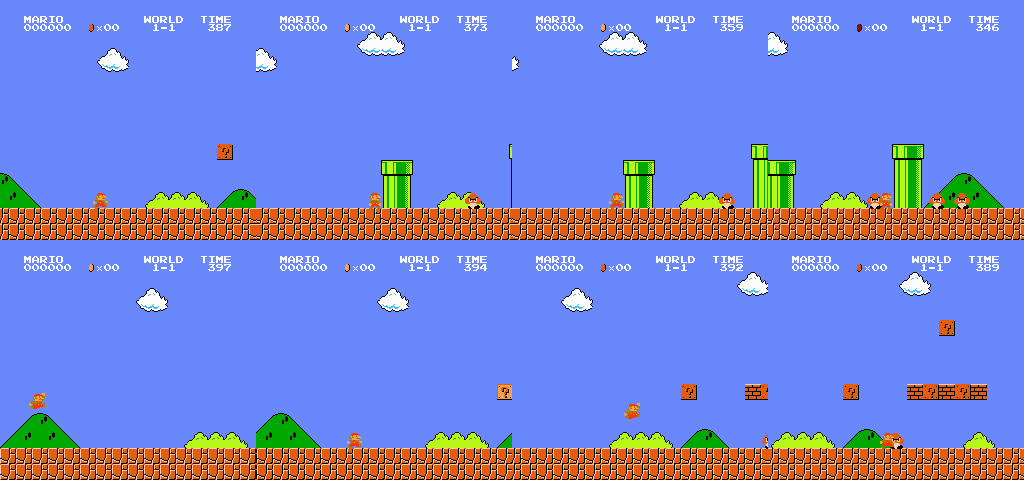 MARIO WORLD TIME
000000 ×00 1-1 387
MARIO WORLD TIME
000000 ×00 1-1 373
MARIO WORLD TIME
000000 ×00 1-1 359
MARIO WORLD TIME
000000 ×00 1-1 346
?
MARIO WORLD TIME
000000 ×00 1-1 397
MARIO WORLD TIME
000000 ×00 1-1 394
MARIO WORLD TIME
000000 ×00 1-1 392
MARIO WORLD TIME
000000 ×00 1-1 389
?
? ? ? ? ?